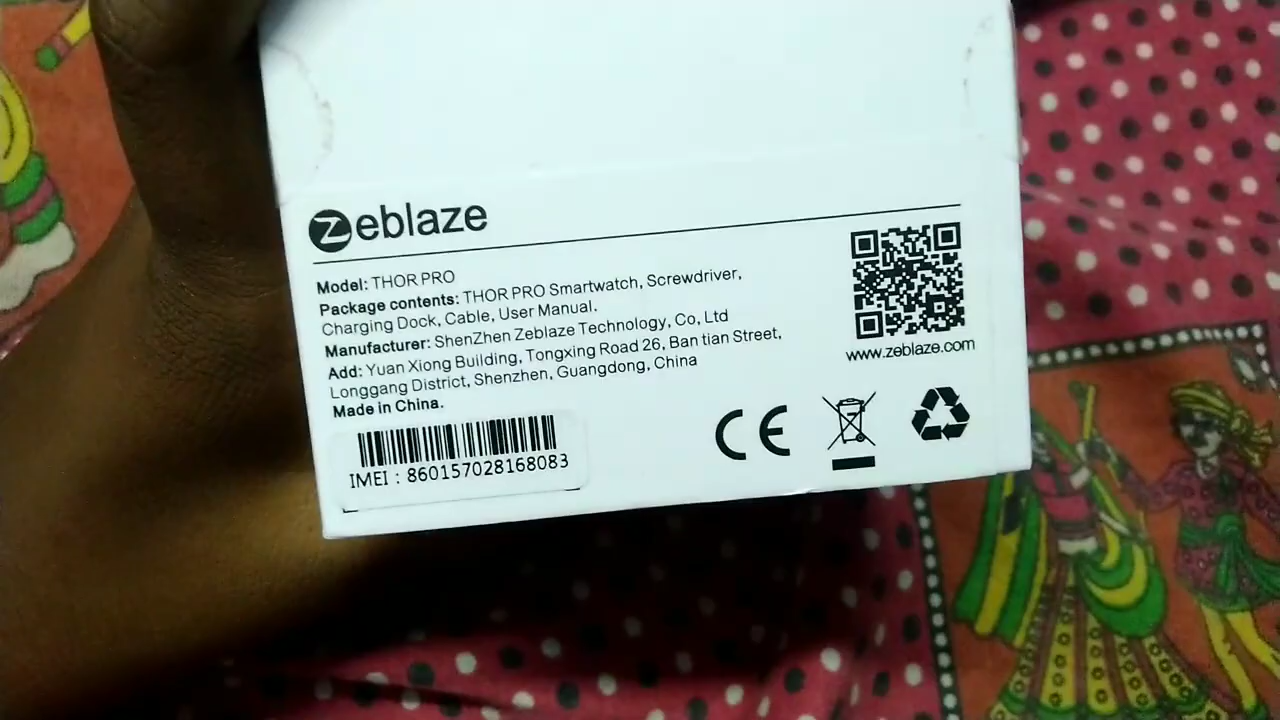 Zeblaze
Model: THOR PRO
Package contents: THOR PRO Smartwatch, Screwdriver,
Charging Dock, Cable, User Manual.
Manufacturer: ShenZhen Zeblaze Technology, Co, Ltd
Add: Yuan Xiong Building, Tongxing Road 26, Ban tian Street,
Longgang District, Shenzhen, Guangdong, China
Made in China.
IMEI : 860157028168083
www.zeblaze.com
CE